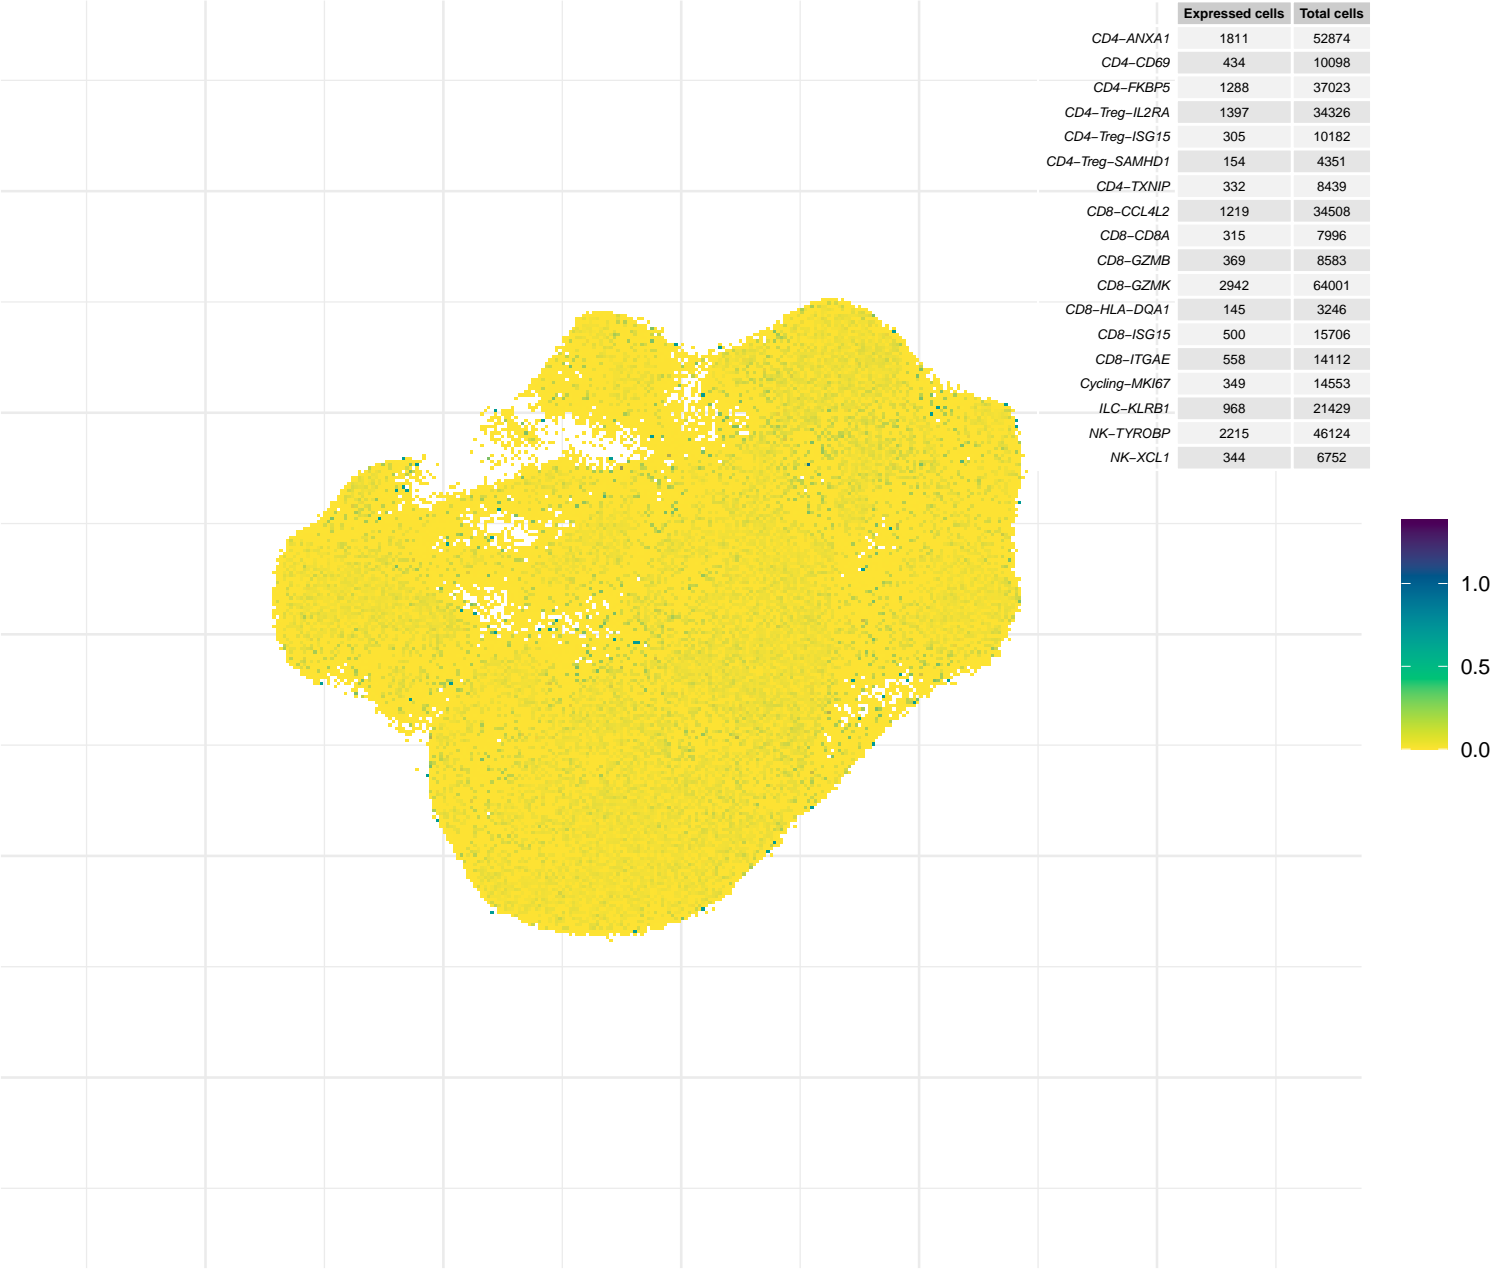 Expressed cells Total cells
CD4−ANXA1 1811 52874
CD4−CD69 434 10098
CD4−FKBP5 1288 37023
CD4−Treg−IL2RA 1397 34326
CD4−Treg−ISG15 305 10182
CD4−Treg−SAMHD1 154 4351
CD4−TXNIP 332 8439
CD8−CCL4L2 1219 34508
CD8−CD8A 315 7996
CD8−GZMB 369 8583
CD8−GZMK 2942 64001
CD8−HLA−DQA1 145 3246
CD8−ISG15 500 15706
CD8−ITGAE 558 14112
Cycling−MKI67 349 14553
ILC−KLRB1 968 21429
NK−TYROBP 2215 46124
NK−XCL1 344 6752
1.0
0.5
0.0